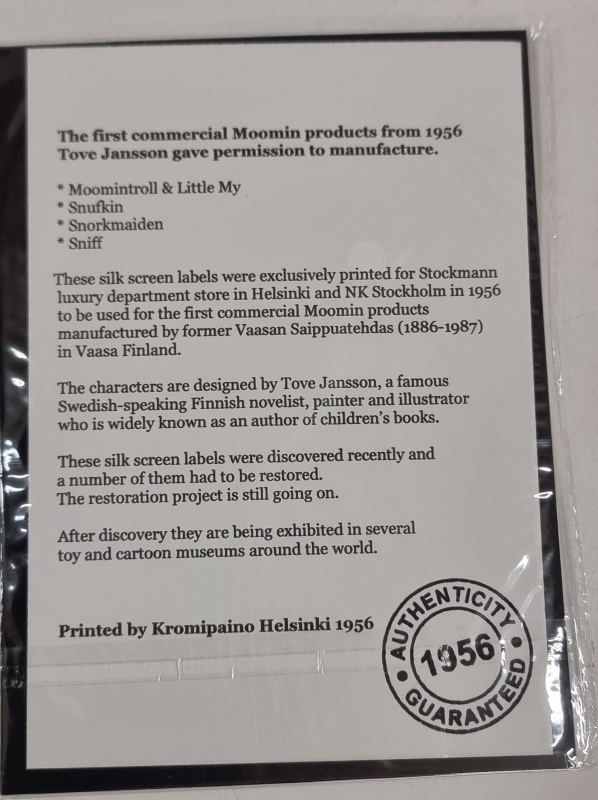 The first commercial Moomin products from 1956
Tove Jansson gave permission to manufacture.
* Moomintroll & Little My
* Snufkin
* Snorkmaiden
* Sniff
These silk screen labels were exclusively printed for Stockmann
luxury department store in Helsinki and NK Stockholm in 1956
to be used for the first commercial Moomin products
manufactured by former Vaasan Saippuatehdas (1886-1987)
in Vaasa Finland.
The characters are designed by Tove Jansson, a famous
Swedish-speaking Finnish novelist, painter and illustrator
who is widely known as an author of children's books.
These silk screen labels were discovered recently and
a number of them had to be restored.
The restoration project is still going on.
After discovery they are being exhibited in several
toy and cartoon museums around the world.
Printed by Kromipaino Helsinki 1956
AUTHENTICITY
1956
GUARANTEED